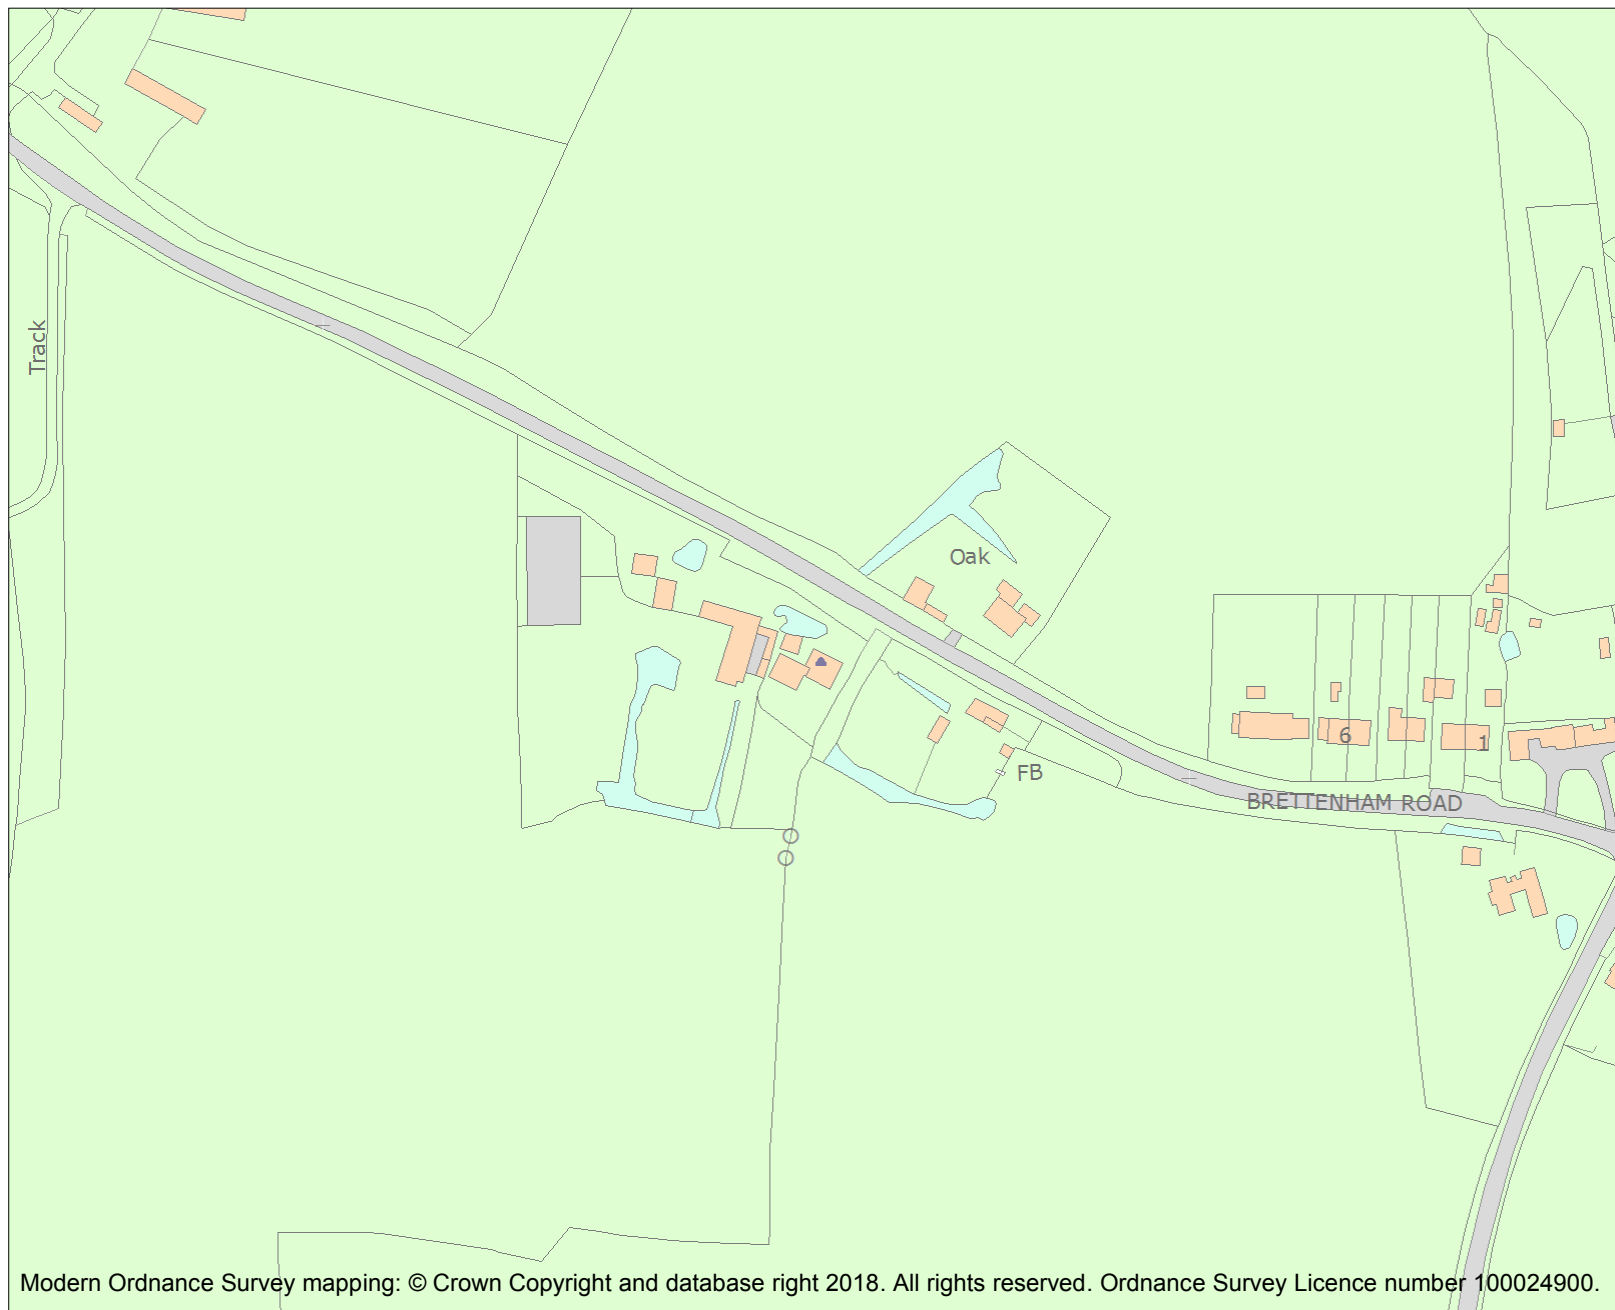 Track
Oak
6
1
FB
BRETTENHAM ROAD
Modern Ordnance Survey mapping: © Crown Copyright and database right 2018. All rights reserved. Ordnance Survey Licence number 100024900.